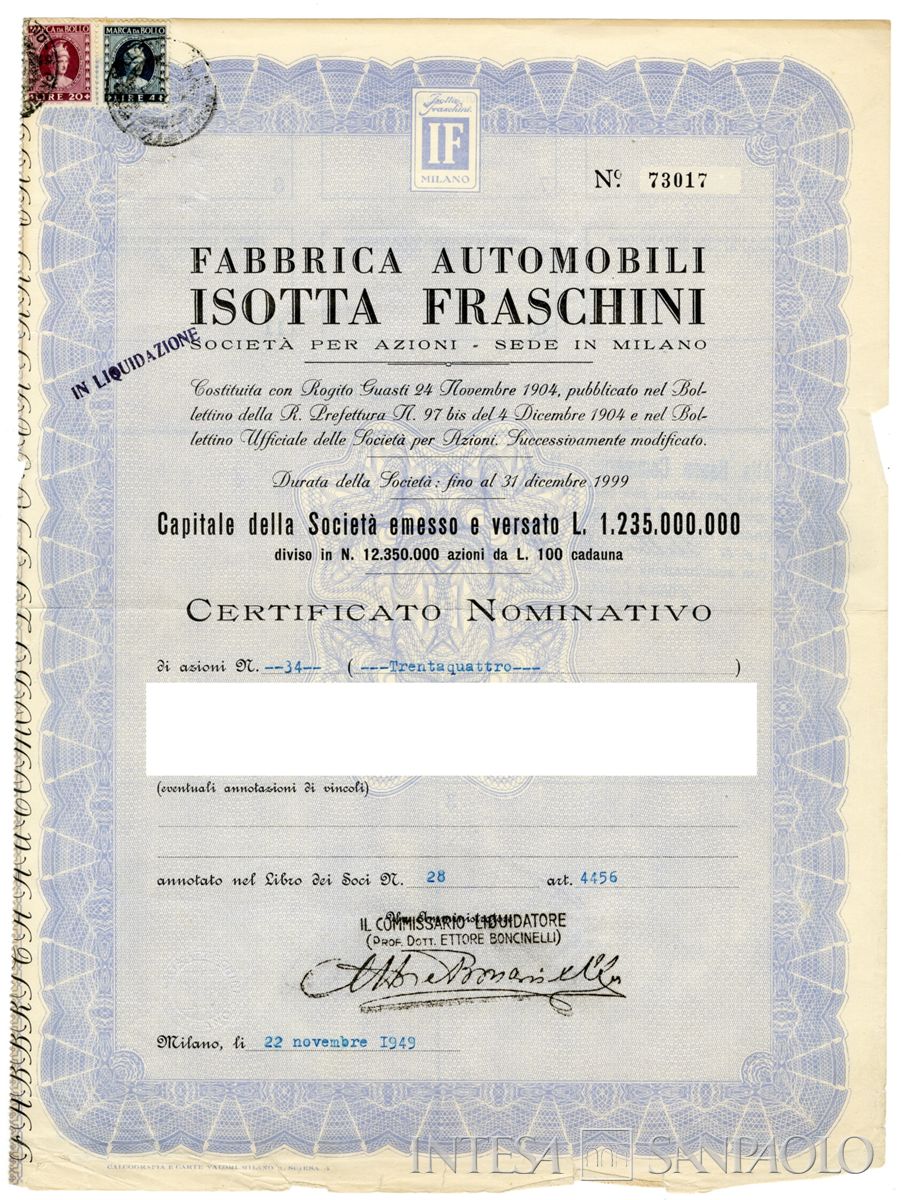 MARCA DA BOLLO
LIRE 20
MARCA DA BOLLO
LIRE 4
Isotta
Fraschini
IF
MILANO
Nº. 73017
FABBRICA AUTOMOBILI
ISOTTA FRASCHINI
SOCIETÀ PER AZIONI - SEDE IN MILANO
IN LIQUIDAZIONE
Costituita con Rogito Guasti 24 Novembre 1904, pubblicato nel Bol-
lettino della R. Prefettura N. 97 bis del 4 Dicembre 1904 e nel Bol-
lettino Ufficiale delle Società per Azioni. Successivamente modificato.
Durata della Società: fino al 31 dicembre 1999
Capitale della Società emesso e versato L. 1.235.000.000
diviso in N. 12.350.000 azioni da L. 100 cadauna
CERTIFICATO NOMINATIVO
di azioni N. --34-- ( ---Trentaquattro--- )
(eventuali annotazioni di vincoli)
annotato nel Libro dei Soci N. 28 art. 4456
IL COMMISSARIO LIQUIDATORE
(PROF. DOTT. ETTORE BONCINELLI)
Ettore Boncinelli
Milano, lì 22 novembre 1949
CALCOGRAFIA E CARTE VALORI MILANO
INTESA SANPAOLO